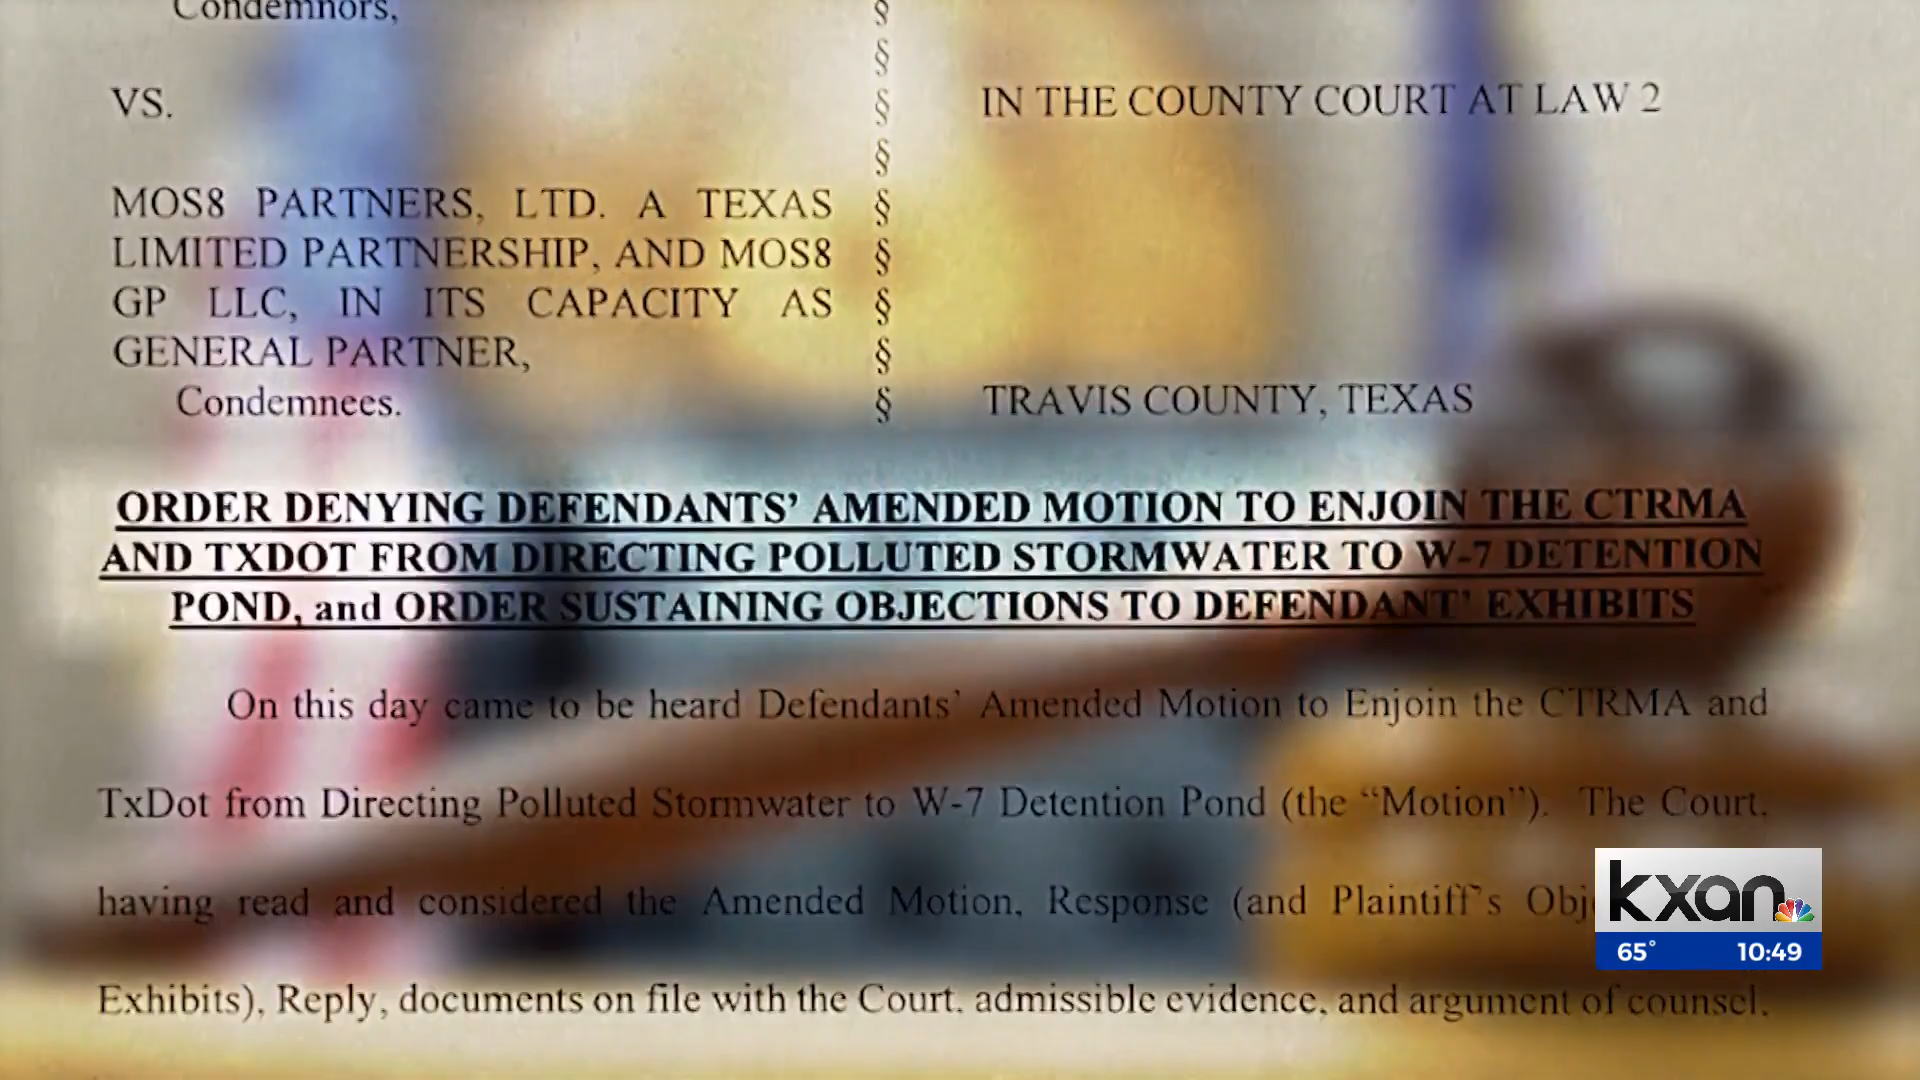 Condemnors,
§
§
VS.
§
IN THE COUNTY COURT AT LAW 2
§
MOS8 PARTNERS, LTD. A TEXAS
§
LIMITED PARTNERSHIP, AND MOS8
§
GP LLC, IN ITS CAPACITY AS
§
GENERAL PARTNER,
§
Condemnees.
§
TRAVIS COUNTY, TEXAS
ORDER DENYING DEFENDANTS’ AMENDED MOTION TO ENJOIN THE CTRMA
AND TXDOT FROM DIRECTING POLLUTED STORMWATER TO W-7 DETENTION
POND, and ORDER SUSTAINING OBJECTIONS TO DEFENDANT’ EXHIBITS
On this day came to be heard Defendants’ Amended Motion to Enjoin the CTRMA and
TxDot from Directing Polluted Stormwater to W-7 Detention Pond (the “Motion”). The Court,
having read and considered the Amended Motion, Response (and Plaintiff’s
Exhibits), Reply, documents on file with the Court, admissible evidence, and argument of counsel,
kxan
65° 10:49